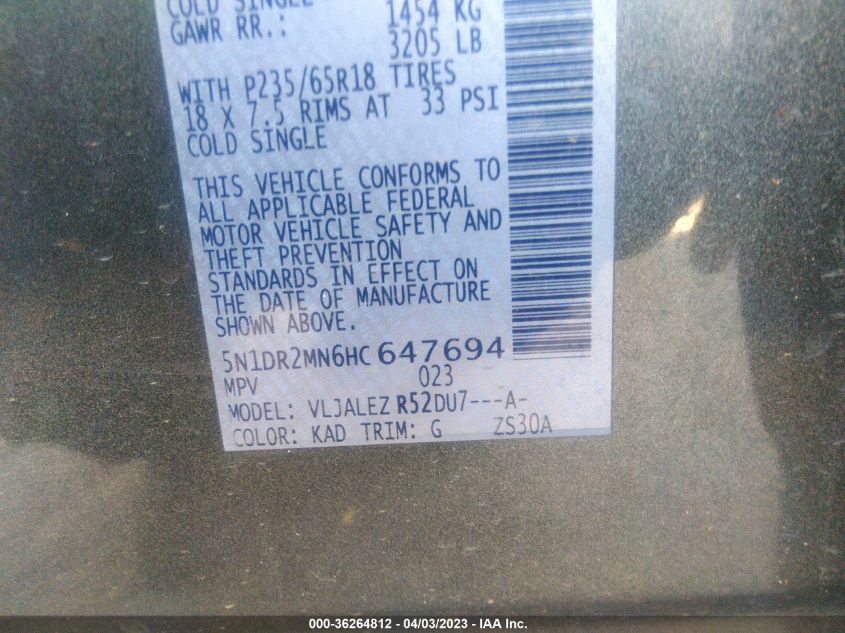 COLD SINGLE
GAWR RR.: 1454 KG
3205 LB
WITH P235/65R18 TIRES
18 X 7.5 RIMS AT 33 PSI
COLD SINGLE
THIS VEHICLE CONFORMS TO
ALL APPLICABLE FEDERAL
MOTOR VEHICLE SAFETY AND
THEFT PREVENTION
STANDARDS IN EFFECT ON
THE DATE OF MANUFACTURE
SHOWN ABOVE.
5N1DR2MN6HC647694
MPV 023
MODEL: VLJALEZ R52DU7---A-
COLOR: KAD TRIM: G ZS30A
000-36264812 - 04/03/2023 - IAA Inc.